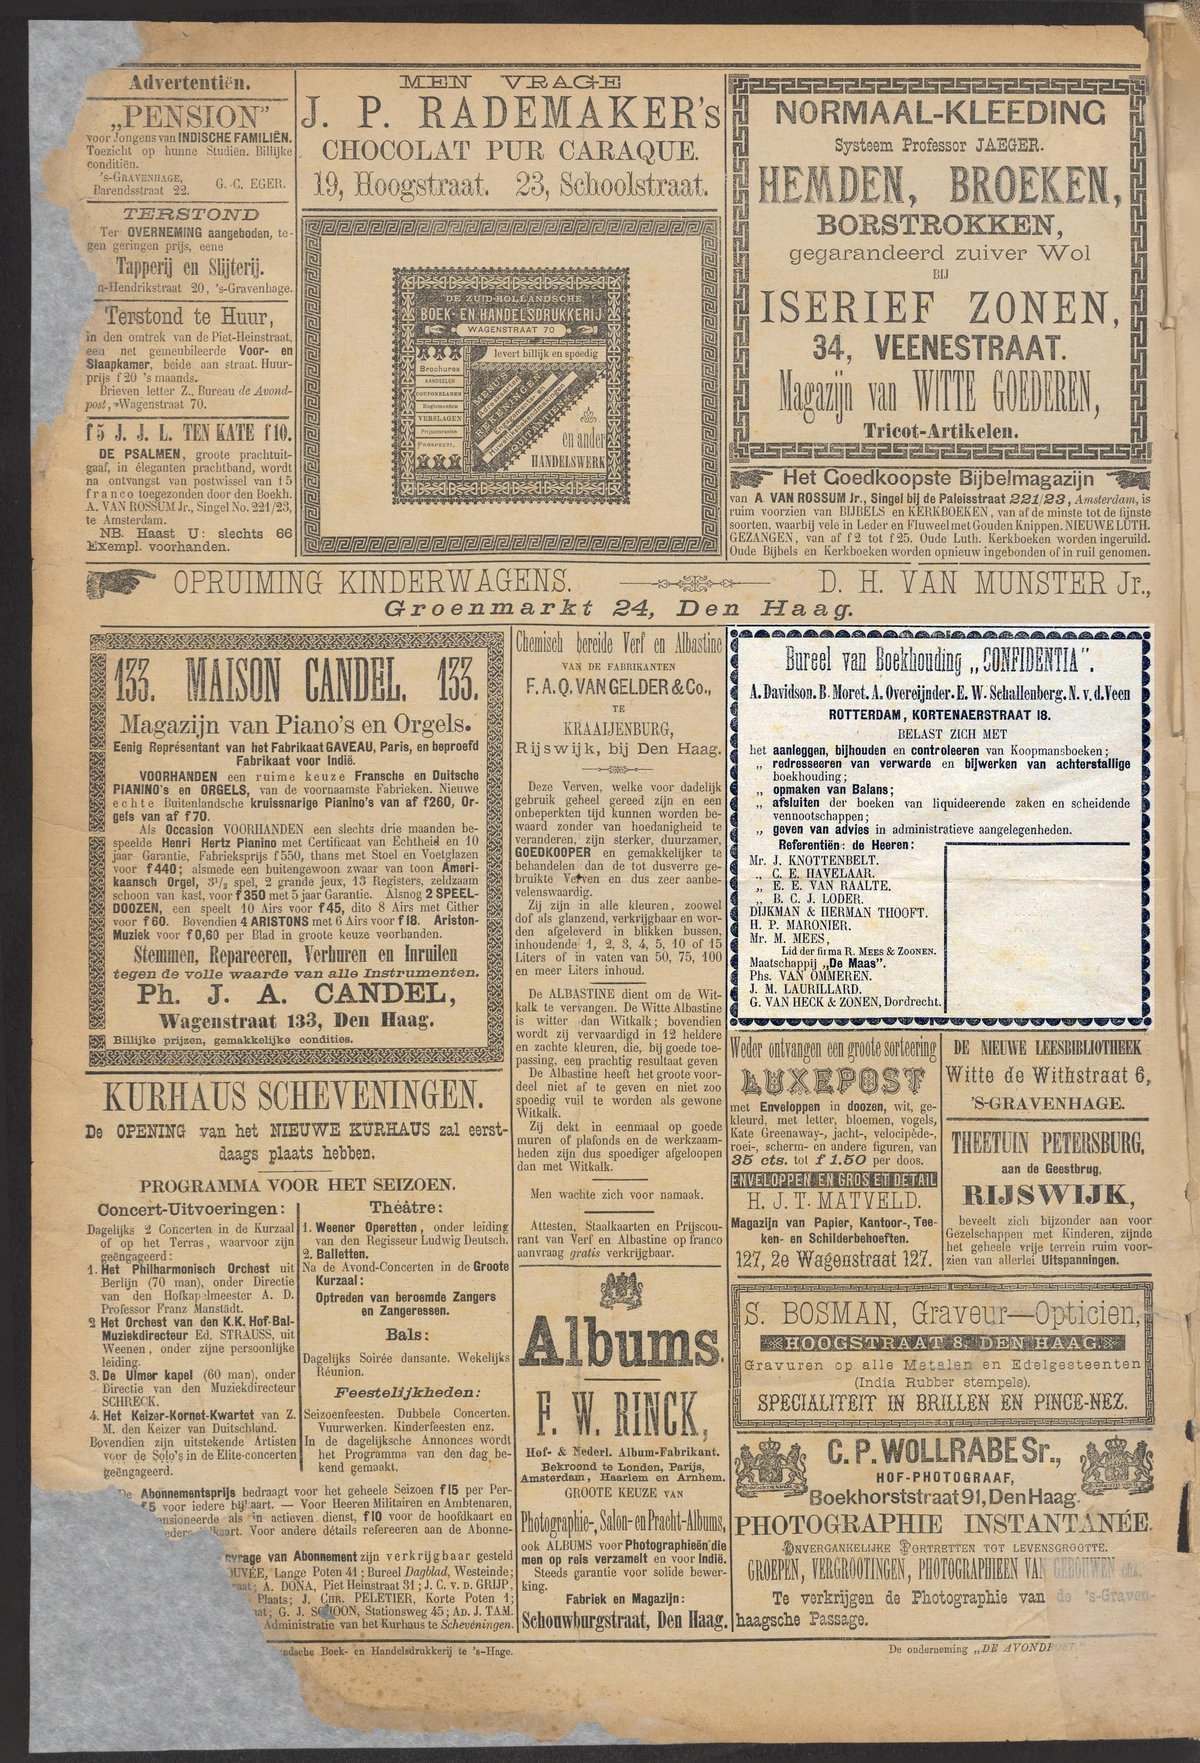 Advertentiën.
„PENSION”
voor Jongens van INDISCHE FAMILIËN.
Toezicht op hunne Studiën. Billijke
conditiën.
's-GRAVENHAGE,
Barendsstraat 22.
G. C. EGER.
TERSTOND
Ter OVERNEMING aangeboden, te-
gen geringen prijs, eene
Tapperij en Slijterij.
n-Hendrikstraat 20, 's-Gravenhage.
Terstond te Huur,
in den omtrek van de Piet-Heinstraat,
een net gemeubileerde Voor- en
Slaapkamer, beide aan straat. Huur-
prijs f 20 's maands.
Brieven letter Z., Bureau de Avond-
post, Wagenstraat 70.
f 5 J. J. L. TEN KATE f 10.
DE PSALMEN, groote prachtuit-
gaaf, in éleganten prachtband, wordt
na ontvangst van postwissel van f 5
franco toegezonden door den Boekh.
A. VAN ROSSUM Jr., Singel No. 221/23,
te Amsterdam.
NB. Haast U: slechts 66
Exempl. voorhanden.
MEN VRAGE
J. P. RADEMAKER's
CHOCOLAT PUR CARAQUE.
19, Hoogstraat. 23, Schoolstraat.
DE ZUID-HOLLANDSCHE
BOEK- EN HANDELSDRUKKERIJ
WAGENSTRAAT 70
levert billijk en spoedig
Brochures
AANDEELEN
COUPONBLADEN
Reglementen
VERSLAGEN
Prijscouranten
PROSPECTI.
en ander
HANDELSWERK
NORMAAL-KLEEDING
Systeem Professor JAEGER.
HEMDEN, BROEKEN,
BORSTROKKEN,
gegarandeerd zuiver Wol
BIJ
ISERIEF ZONEN,
34, VEENESTRAAT.
Magazijn van WITTE GOEDEREN,
Tricot-Artikelen.
Het Goedkoopste Bijbelmagazijn
van A. VAN ROSSUM Jr., Singel bij de Paleisstraat 221/23, Amsterdam, is
ruim voorzien van BIJBELS en KERKBOEKEN, van af de minste tot de fijnste
soorten, waarbij vele in Leder en Fluweel met Gouden Knippen. NIEUWE LUTH.
GEZANGEN, van af f 2 tot f 25. Oude Luth. Kerkboeken worden ingeruild.
Oude Bijbels en Kerkboeken worden opnieuw ingebonden of in ruil genomen.
OPRUIMING KINDERWAGENS. D. H. VAN MUNSTER Jr.,
Groenmarkt 24, Den Haag.
133. MAISON CANDEL. 133.
Magazijn van Piano's en Orgels.
Eenig Représentant van het Fabrikaat GAVEAU, Paris, en beproefd
Fabrikaat voor Indië.
VOORHANDEN een ruime keuze Fransche en Duitsche
PIANINO's en ORGELS, van de voornaamste Fabrieken. Nieuwe
echte Buitenlandsche kruissnarige Pianino's van af f 260, Or-
gels van af f 70.
Als Occasion VOORHANDEN een slechts drie maanden be-
speelde Henri Hertz Pianino met Certificaat van Echtheid en 10
jaar Garantie, Fabrieksprijs f 550, thans met Stoel en Voetglazen
voor f 440; alsmede een buitengewoon zwaar van toon Ameri-
kaansch Orgel, 3½ spel, 2 grande jeux, 13 Registers, zeldzaam
schoon van kast, voor f 350 met 5 jaar Garantie. Alsnog 2 SPEEL-
DOOZEN, een speelt 10 Airs voor f 45, dito 8 Airs met Cither
voor f 60. Bovendien 4 ARISTONS met 6 Airs voor f 18. Ariston-
Muziek voor f 0,60 per Blad in groote keuze voorhanden.
Stemmen, Repareeren, Verhuren en Inruilen
tegen de volle waarde van alle Instrumenten.
Ph. J. A. CANDEL,
Wagenstraat 133, Den Haag.
Billijke prijzen, gemakkelijke condities.
KURHAUS SCHEVENINGEN.
De OPENING van het NIEUWE KURHAUS zal eerst-
daags plaats hebben.
PROGRAMMA VOOR HET SEIZOEN.
Concert-Uitvoeringen:
Dagelijks 2 Concerten in de Kurzaal
of op het Terras, waarvoor zijn
geëngageerd:
1. Het Philharmonisch Orchest uit
Berlijn (70 man), onder Directie
van den Hofkapelmeester A. D.
Professor Franz Manstädt.
2 Het Orchest van den K.K. Hof-Bal-
Muziekdirecteur Ed. STRAUSS, uit
Weenen, onder zijne persoonlijke
leiding.
3. De Ulmer kapel (60 man), onder
Directie van den Muziekdirecteur
SCHRECK.
4. Het Keizer-Kornet-Kwartet van Z.
M. den Keizer van Duitschland.
Bovendien zijn uitstekende Artisten
voor de Solo's in de Elite-concerten
geëngageerd.
Théâtre:
1. Weener Operetten, onder leiding
van den Regisseur Ludwig Deutsch.
2. Balletten.
Na de Avond-Concerten in de Groote
Kurzaal:
Optreden van beroemde Zangers
en Zangeressen.
Bals:
Dagelijks Soirée dansante. Wekelijks
Réunion.
Feestelijkheden:
Seizoenfeesten. Dubbele Concerten.
Vuurwerken. Kinderfeesten enz.
In de dagelijksche Annonces wordt
het Programma van den dag be-
kend gemaakt.
De Abonnementsprijs bedraagt voor het geheele Seizoen f 15 per Per-
f 5 voor iedere bijkaart. — Voor Heeren Militairen en Ambtenaren,
ensioneerde als in actieven dienst, f 10 voor de hoofdkaart en
kaart. Voor andere détails refereeren aan de Abonne-
vrage van Abonnement zijn verkrijgbaar gesteld
OUVÉE, Lange Poten 41; Bureel Dagblad, Westeinde;
raat; A. DONA, Piet Heinstraat 31; J. C. v. d. GRIJP,
Plaats; J. CHR. PELETIER, Korte Poten 1;
aat; G. J. SCHOON, Stationsweg 45; AD. J. TAM.
Administratie van het Kurhaus te Scheveningen.
Chemisch bereide Verf en Albastine
VAN DE FABRIKANTEN
F. A. Q. VAN GELDER & Co.,
TE
KRAAIJENBURG,
Rijswijk, bij Den Haag.
Deze Verven, welke voor dadelijk
gebruik geheel gereed zijn en een
onbeperkten tijd kunnen worden be-
waard zonder van hoedanigheid te
veranderen, zijn sterker, duurzamer,
GOEDKOOPER en gemakkelijker te
behandelen dan de tot dusverre ge-
bruikte Verven en dus zeer aanbe-
velenswaardig.
Zij zijn in alle kleuren, zoowel
dof als glanzend, verkrijgbaar en wor-
den afgeleverd in blikken bussen,
inhoudende 1, 2, 3, 4, 5, 10 of 15
Liters of in vaten van 50, 75, 100
en meer Liters inhoud.
De ALBASTINE dient om de Wit-
kalk te vervangen. De Witte Albastine
is witter dan Witkalk; bovendien
wordt zij vervaardigd in 12 heldere
en zachte kleuren, die, bij goede toe-
passing, een prachtig resultaat geven
De Albastine heeft het groote voor-
deel niet af te geven en niet zoo
spoedig vuil te worden als gewone
Witkalk.
Zij dekt in eenmaal op goede
muren of plafonds en de werkzaam-
heden zijn dus spoediger afgeloopen
dan met Witkalk.
Men wachte zich voor namaak.
Attesten, Staalkaarten en Prijscou-
rant van Verf en Albastine op franco
aanvraag gratis verkrijgbaar.
Albums.
F. W. RINCK,
Hof- & Nederl. Album-Fabrikant.
Bekroond te Londen, Parijs,
Amsterdam, Haarlem en Arnhem.
GROOTE KEUZE VAN
Photographie-, Salon- en Pracht-Albums,
ook ALBUMS voor Photographieën die
men op reis verzamelt en voor Indië.
Steeds garantie voor solide bewer-
king.
Fabriek en Magazijn:
Schouwburgstraat, Den Haag.
Bureel van Boekhouding „CONFIDENTIA”.
A. Davidson. B. Moret. A. Overeijnder. E. W. Schallenberg. N. v. d. Veen
ROTTERDAM, KORTENAERSTRAAT 18.
BELAST ZICH MET
het aanleggen, bijhouden en controleeren van Koopmansboeken;
„ redresseeren van verwarde en bijwerken van achterstallige
boekhouding;
„ opmaken van Balans;
„ afsluiten der boeken van liquideerende zaken en scheidende
vennootschappen;
„ geven van advies in administratieve aangelegenheden.
Referentiën: de Heeren:
Mr. J. KNOTTENBELT.
„ C. E. HAVELAAR.
„ E. E. VAN RAALTE.
„ B. C. J. LODER.
DIJKMAN & HERMAN THOOFT.
H. P. MARONIER.
Mr. M. MEES,
Lid der firma R. MEES & ZOONEN.
Maatschappij „De Maas”.
Phs. VAN OMMEREN.
J. M. LAURILLARD.
G. VAN HECK & ZONEN, Dordrecht.
Weder ontvangen een groote sorteering
LUXEPOST
met Enveloppen in doozen, wit, ge-
kleurd, met letter, bloemen, vogels,
Kate Greenaway-, jacht-, velocipède-,
roei-, scherm- en andere figuren, van
35 cts. tot f 1.50 per doos.
ENVELOPPEN EN GROS ET DETAIL
H. J. T. MATVELD.
Magazijn van Papier, Kantoor-, Tee-
ken- en Schilderbehoeften.
127, 2e Wagenstraat 127.
DE NIEUWE LEESBIBLIOTHEEK
Witte de Withstraat 6,
'S-GRAVENHAGE.
THEETUIN PETERSBURG,
aan de Geestbrug,
RIJSWIJK,
beveelt zich bijzonder aan voor
Gezelschappen met Kinderen, zijnde
het geheele vrije terrein ruim voor-
zien van allerlei Uitspanningen.
S. BOSMAN, Graveur—Opticien,
HOOGSTRAAT 8, DEN HAAG.
Gravuren op alle Metalen en Edelgesteenten
(India Rubber stempels).
SPECIALITEIT IN BRILLEN EN PINCE-NEZ.
C. P. WOLLRABE Sr.,
HOF-PHOTOGRAAF,
Boekhorststraat 91, Den Haag.
PHOTOGRAPHIE INSTANTANÉE.
ONVERGANKELIJKE PORTRETTEN TOT LEVENSGROOTTE.
GROEPEN, VERGROOTINGEN, PHOTOGRAPHIEEN VAN GEBOUWEN enz.
Te verkrijgen de Photographie van de 's-Graven-
haagsche Passage.
ndsche Boek- en Handelsdrukkerij te 's-Hage.
De onderneming „DE AVONDPOST.”